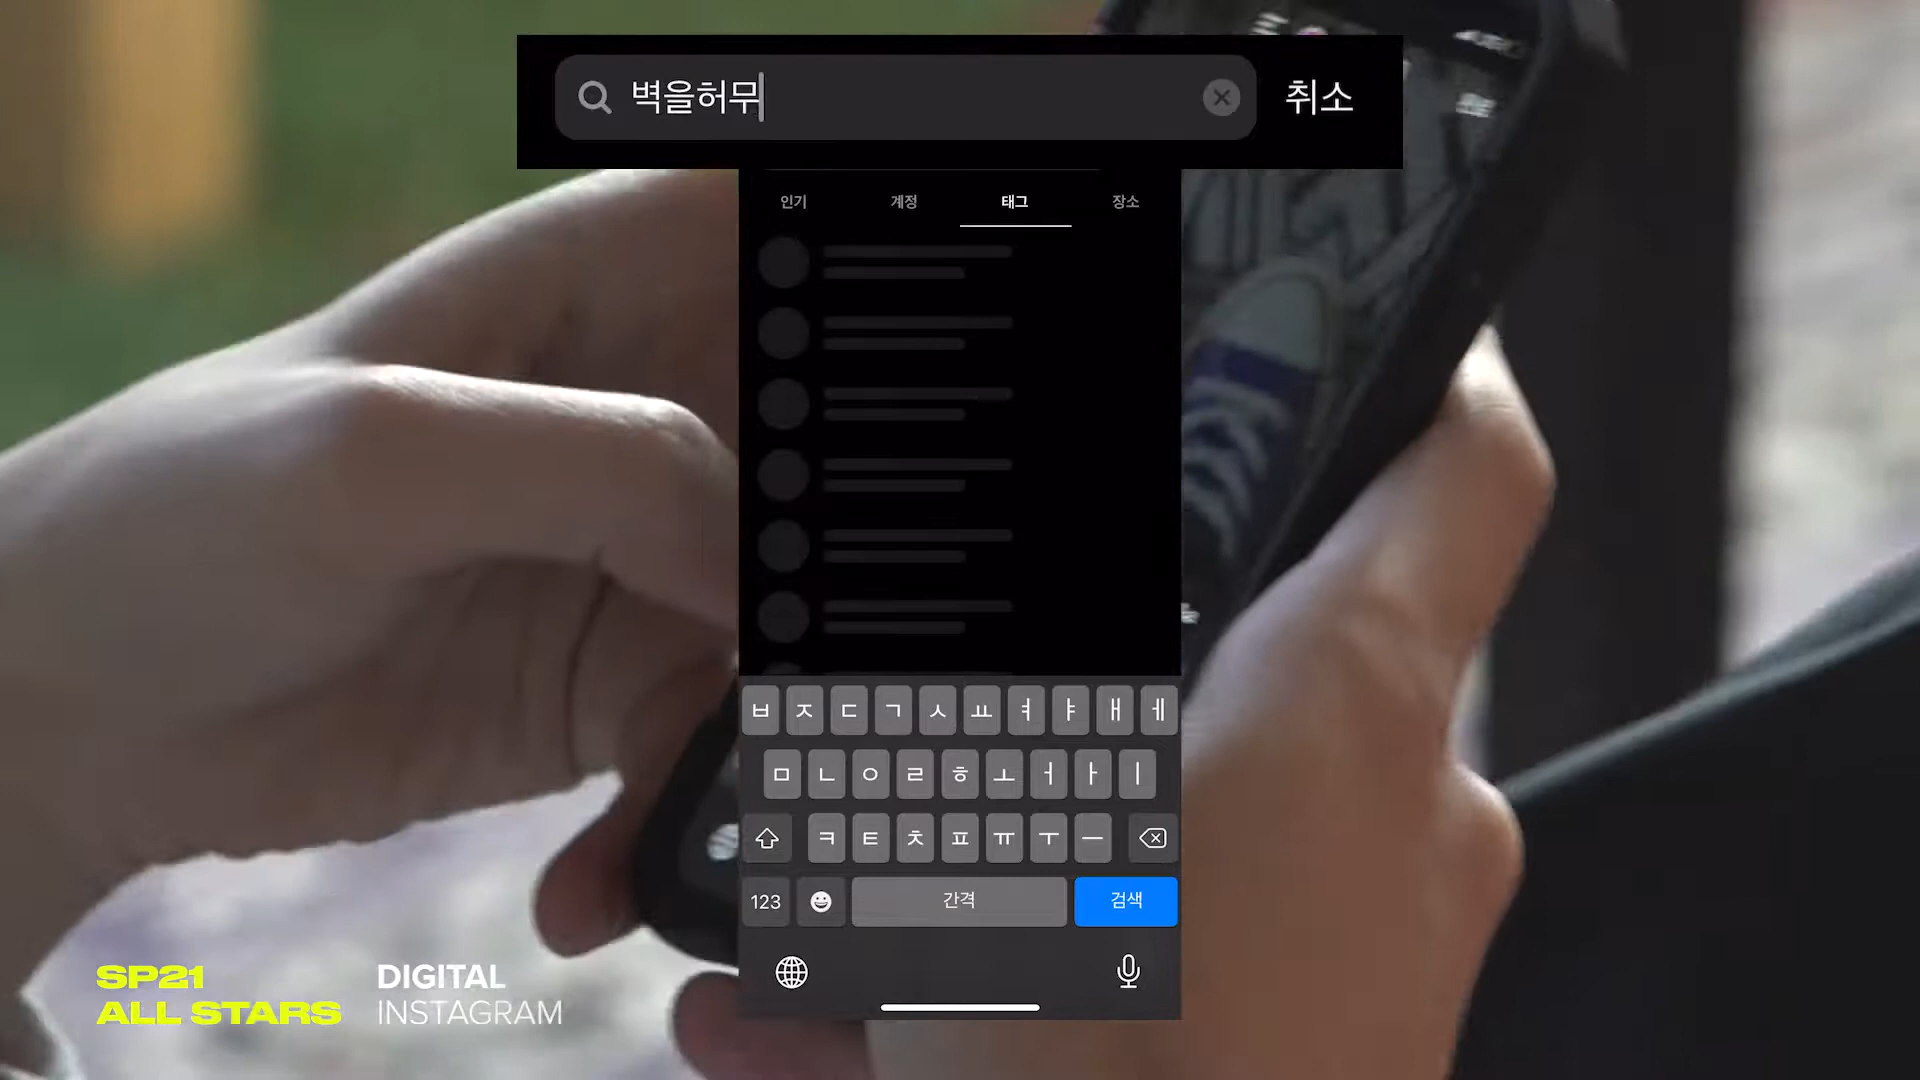 벽을허무
취소
인기 계정 태그 장소
ㅂ ㅈ ㄷ ㄱ ㅅ ㅛ ㅕ ㅑ ㅐ ㅔ
ㅁ ㄴ ㅇ ㄹ ㅎ ㅗ ㅓ ㅏ ㅣ
ㅋ ㅌ ㅊ ㅍ ㅠ ㅜ ㅡ
123 간격 검색
SP21
ALL STARS
DIGITAL
INSTAGRAM